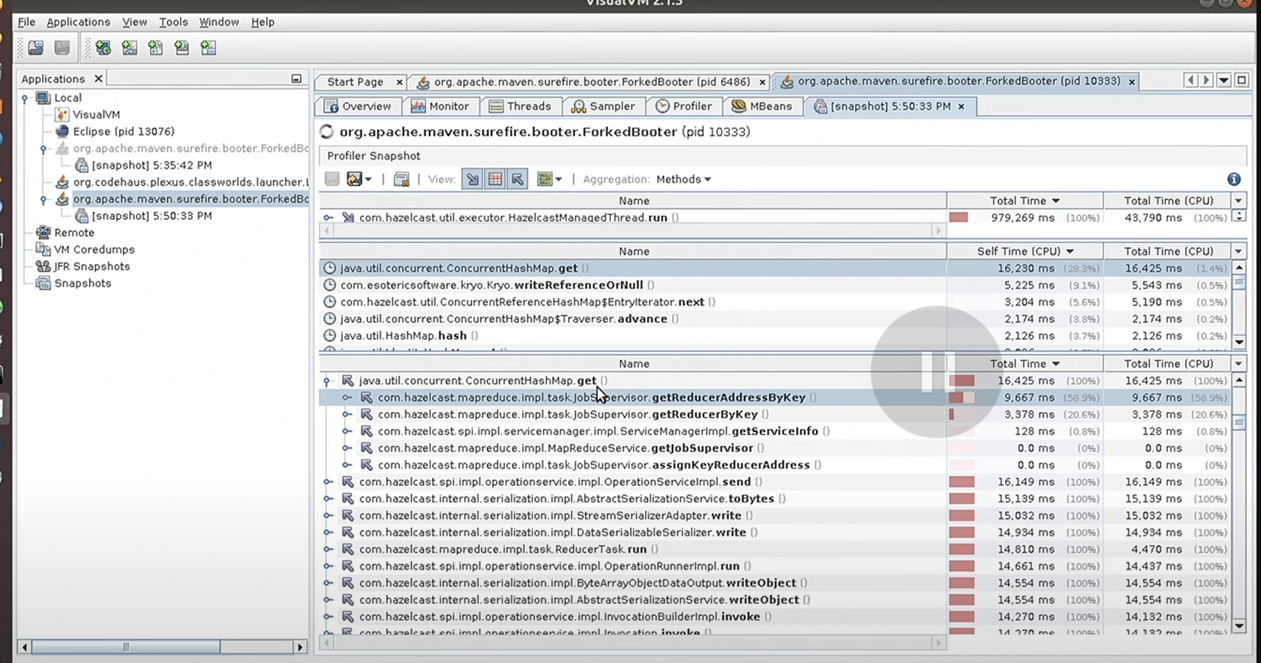 VisualVM 2.1.3
File Applications View Tools Window Help
Applications ×
Local
VisualVM
Eclipse (pid 13076)
org.apache.maven.surefire.booter.ForkedBo
[snapshot] 5:35:42 PM
org.codehaus.plexus.classworlds.launcher.L
org.apache.maven.surefire.booter.ForkedBo
[snapshot] 5:50:33 PM
Remote
VM Coredumps
JFR Snapshots
Snapshots
Start Page × org.apache.maven.surefire.booter.ForkedBooter (pid 6486) × org.apache.maven.surefire.booter.ForkedBooter (pid 10333) ×
Overview Monitor Threads Sampler Profiler MBeans [snapshot] 5:50:33 PM ×
org.apache.maven.surefire.booter.ForkedBooter (pid 10333)
Profiler Snapshot
View: Aggregation: Methods
Name Total Time Total Time (CPU)
com.hazelcast.util.executor.HazelcastManagedThread.run () 979,269 ms (100%) 43,790 ms (100%)
Name Self Time (CPU) Total Time (CPU)
java.util.concurrent.ConcurrentHashMap.get () 16,230 ms (28.3%) 16,425 ms (1.4%)
com.esotericsoftware.kryo.Kryo.writeReferenceOrNull () 5,225 ms (9.1%) 5,543 ms (0.5%)
com.hazelcast.util.ConcurrentReferenceHashMap$EntryIterator.next () 3,204 ms (5.6%) 5,190 ms (0.5%)
java.util.concurrent.ConcurrentHashMap$Traverser.advance () 2,174 ms (3.8%) 2,174 ms (0.2%)
java.util.HashMap.hash () 2,126 ms (3.7%) 2,126 ms (0.2%)
Name Total Time Total Time (CPU)
java.util.concurrent.ConcurrentHashMap.get () 16,425 ms (100%) 16,425 ms (100%)
com.hazelcast.mapreduce.impl.task.JobSupervisor.getReducerAddressByKey () 9,667 ms (58.9%) 9,667 ms (58.9%)
com.hazelcast.mapreduce.impl.task.JobSupervisor.getReducerByKey () 3,378 ms (20.6%) 3,378 ms (20.6%)
com.hazelcast.spi.impl.servicemanager.impl.ServiceManagerImpl.getServiceInfo () 128 ms (0.8%) 128 ms (0.8%)
com.hazelcast.mapreduce.impl.MapReduceService.getJobSupervisor () 0.0 ms (0%) 0.0 ms (0%)
com.hazelcast.mapreduce.impl.task.JobSupervisor.assignKeyReducerAddress () 0.0 ms (0%) 0.0 ms (0%)
com.hazelcast.spi.impl.operationservice.impl.OperationServiceImpl.send () 16,149 ms (100%) 16,149 ms (100%)
com.hazelcast.internal.serialization.impl.AbstractSerializationService.toBytes () 15,139 ms (100%) 15,139 ms (100%)
com.hazelcast.internal.serialization.impl.StreamSerializerAdapter.write () 15,032 ms (100%) 15,032 ms (100%)
com.hazelcast.internal.serialization.impl.DataSerializableSerializer.write () 14,934 ms (100%) 14,934 ms (100%)
com.hazelcast.mapreduce.impl.task.ReducerTask.run () 14,810 ms (100%) 4,470 ms (100%)
com.hazelcast.spi.impl.operationservice.impl.OperationRunnerImpl.run () 14,661 ms (100%) 14,437 ms (100%)
com.hazelcast.internal.serialization.impl.ByteArrayObjectDataOutput.writeObject () 14,554 ms (100%) 14,554 ms (100%)
com.hazelcast.internal.serialization.impl.AbstractSerializationService.writeObject () 14,554 ms (100%) 14,554 ms (100%)
com.hazelcast.spi.impl.operationservice.impl.InvocationBuilderImpl.invoke () 14,270 ms (100%) 14,132 ms (100%)
com.hazelcast.spi.impl.operationservice.impl.Invocation.invoke () 14,270 ms (100%) 14,132 ms (100%)